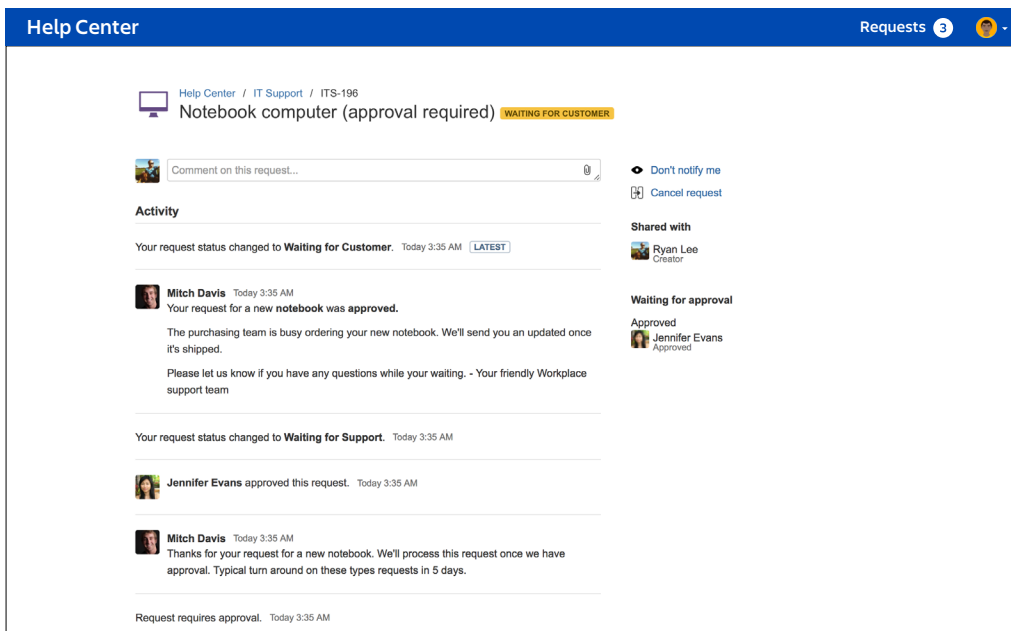 Help Center
Requests 3
Help Center / IT Support / ITS-196
Notebook computer (approval required) WAITING FOR CUSTOMER
Comment on this request...
Don't notify me
Cancel request
Activity
Shared with
Your request status changed to Waiting for Customer. Today 3:35 AM LATEST
Ryan Lee
Creator
Mitch Davis Today 3:35 AM
Your request for a new notebook was approved.
Waiting for approval
The purchasing team is busy ordering your new notebook. We'll send you an updated once
it's shipped.
Approved
Jennifer Evans
Approved
Please let us know if you have any questions while your waiting. - Your friendly Workplace
support team
Your request status changed to Waiting for Support. Today 3:35 AM
Jennifer Evans approved this request. Today 3:35 AM
Mitch Davis Today 3:35 AM
Thanks for your request for a new notebook. We'll process this request once we have
approval. Typical turn around on these types requests in 5 days.
Request requires approval. Today 3:35 AM